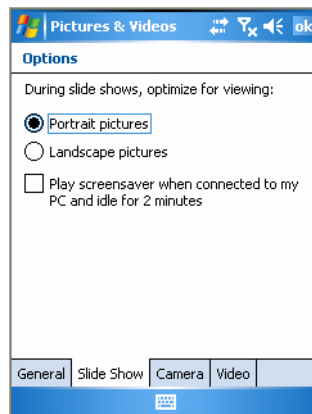 Pictures & Videos ok
Options
During slide shows, optimize for viewing:
Portrait pictures
Landscape pictures
Play screensaver when connected to my
PC and idle for 2 minutes
General Slide Show Camera Video